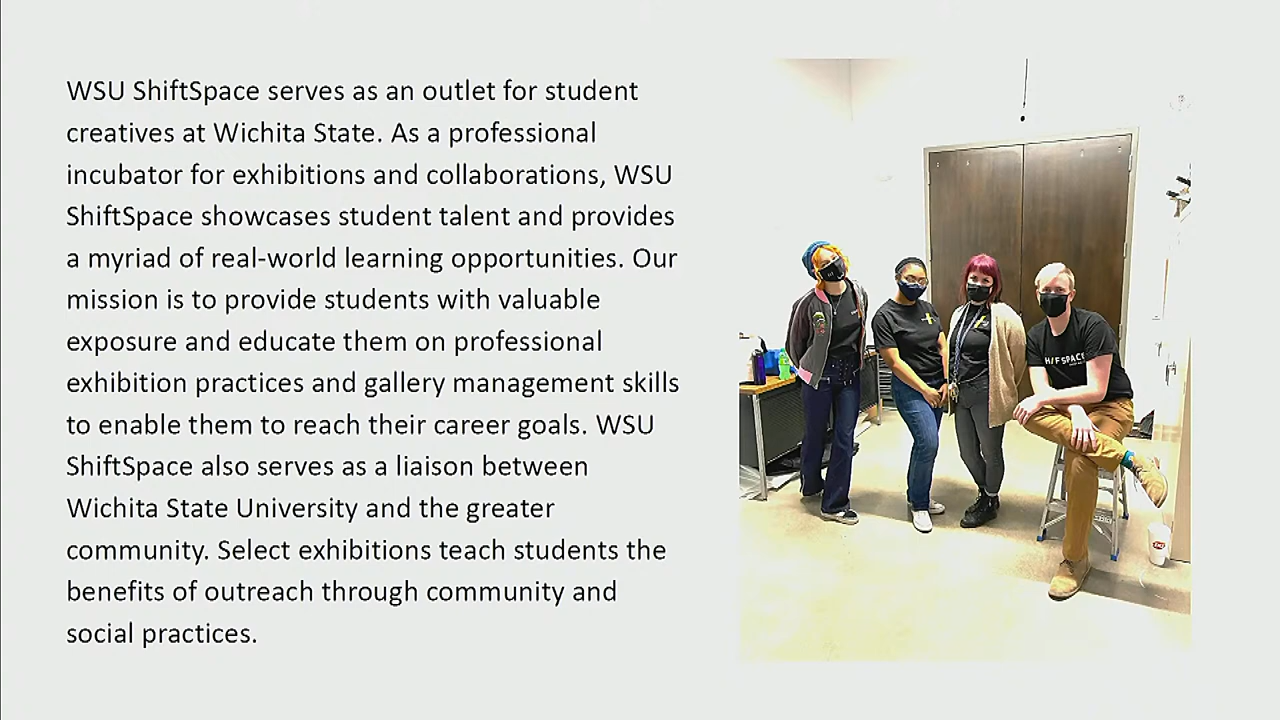 WSU ShiftSpace serves as an outlet for student
creatives at Wichita State. As a professional
incubator for exhibitions and collaborations, WSU
ShiftSpace showcases student talent and provides
a myriad of real-world learning opportunities. Our
mission is to provide students with valuable
exposure and educate them on professional
exhibition practices and gallery management skills
to enable them to reach their career goals. WSU
ShiftSpace also serves as a liaison between
Wichita State University and the greater
community. Select exhibitions teach students the
benefits of outreach through community and
social practices.